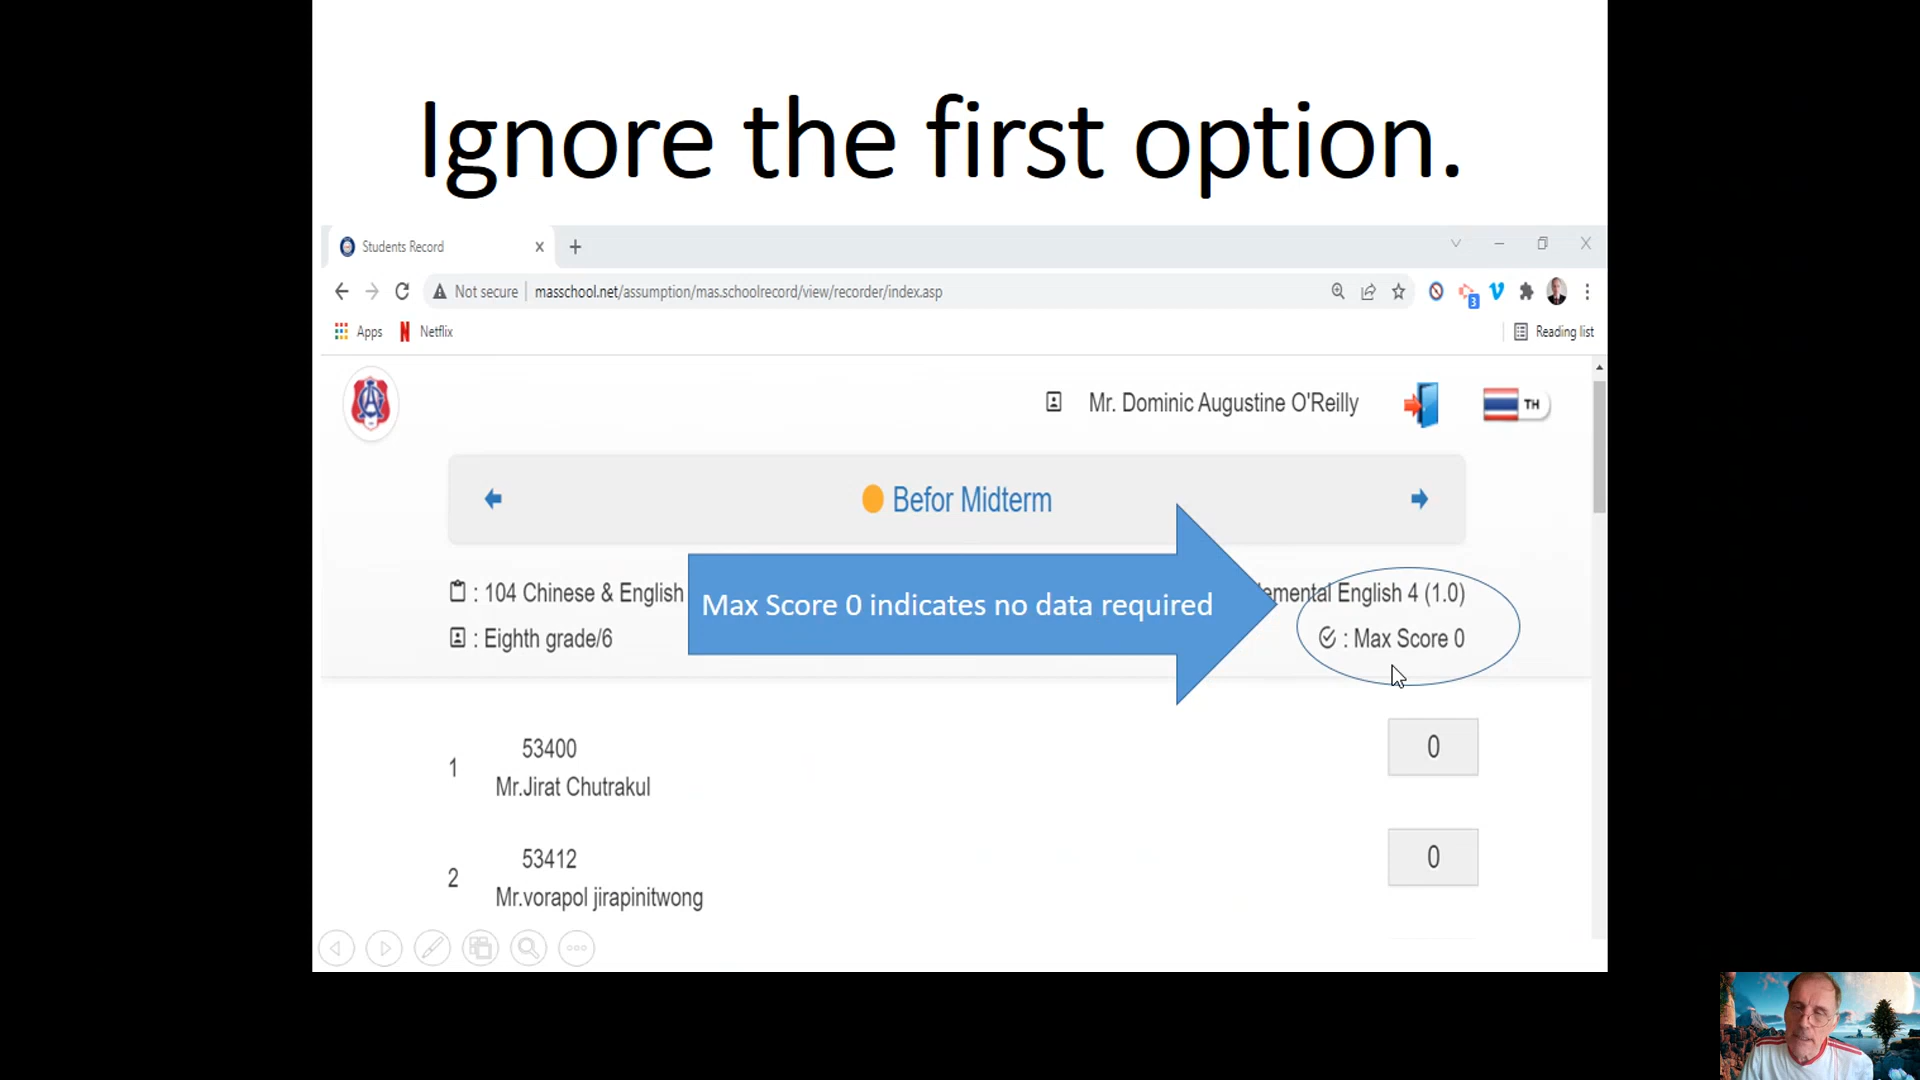 Ignore the first option.
Students Record
Not secure
masschool.net/assumption/mas.schoolrecord/view/recorder/index.asp
3
Apps
Netflix
Reading list
Mr. Dominic Augustine O'Reilly
TH
Befor Midterm
: 104 Chinese & English
Max Score 0 indicates no data required
emental English 4 (1.0)
: Eighth grade/6
: Max Score 0
1
53400
Mr.Jirat Chutrakul
0
2
53412
Mr.vorapol jirapinitwong
0